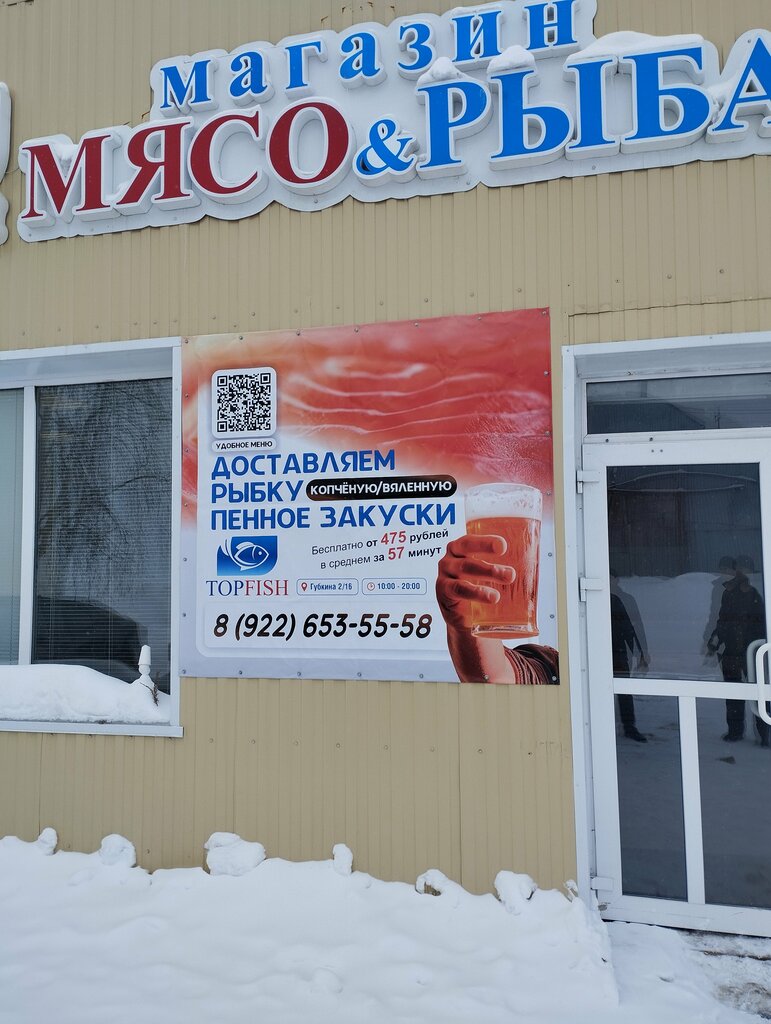 магазин
МЯСО & РЫБА
УДОБНОЕ МЕНЮ
ДОСТАВЛЯЕМ
РЫБКУ КОПЧЁНУЮ/ВЯЛЕННУЮ
ПЕННОЕ ЗАКУСКИ
Бесплатно от 475 рублей
в среднем за 57 минут
TOPFISH Губкина 2/16 10:00 - 20:00
8 (922) 653-55-58